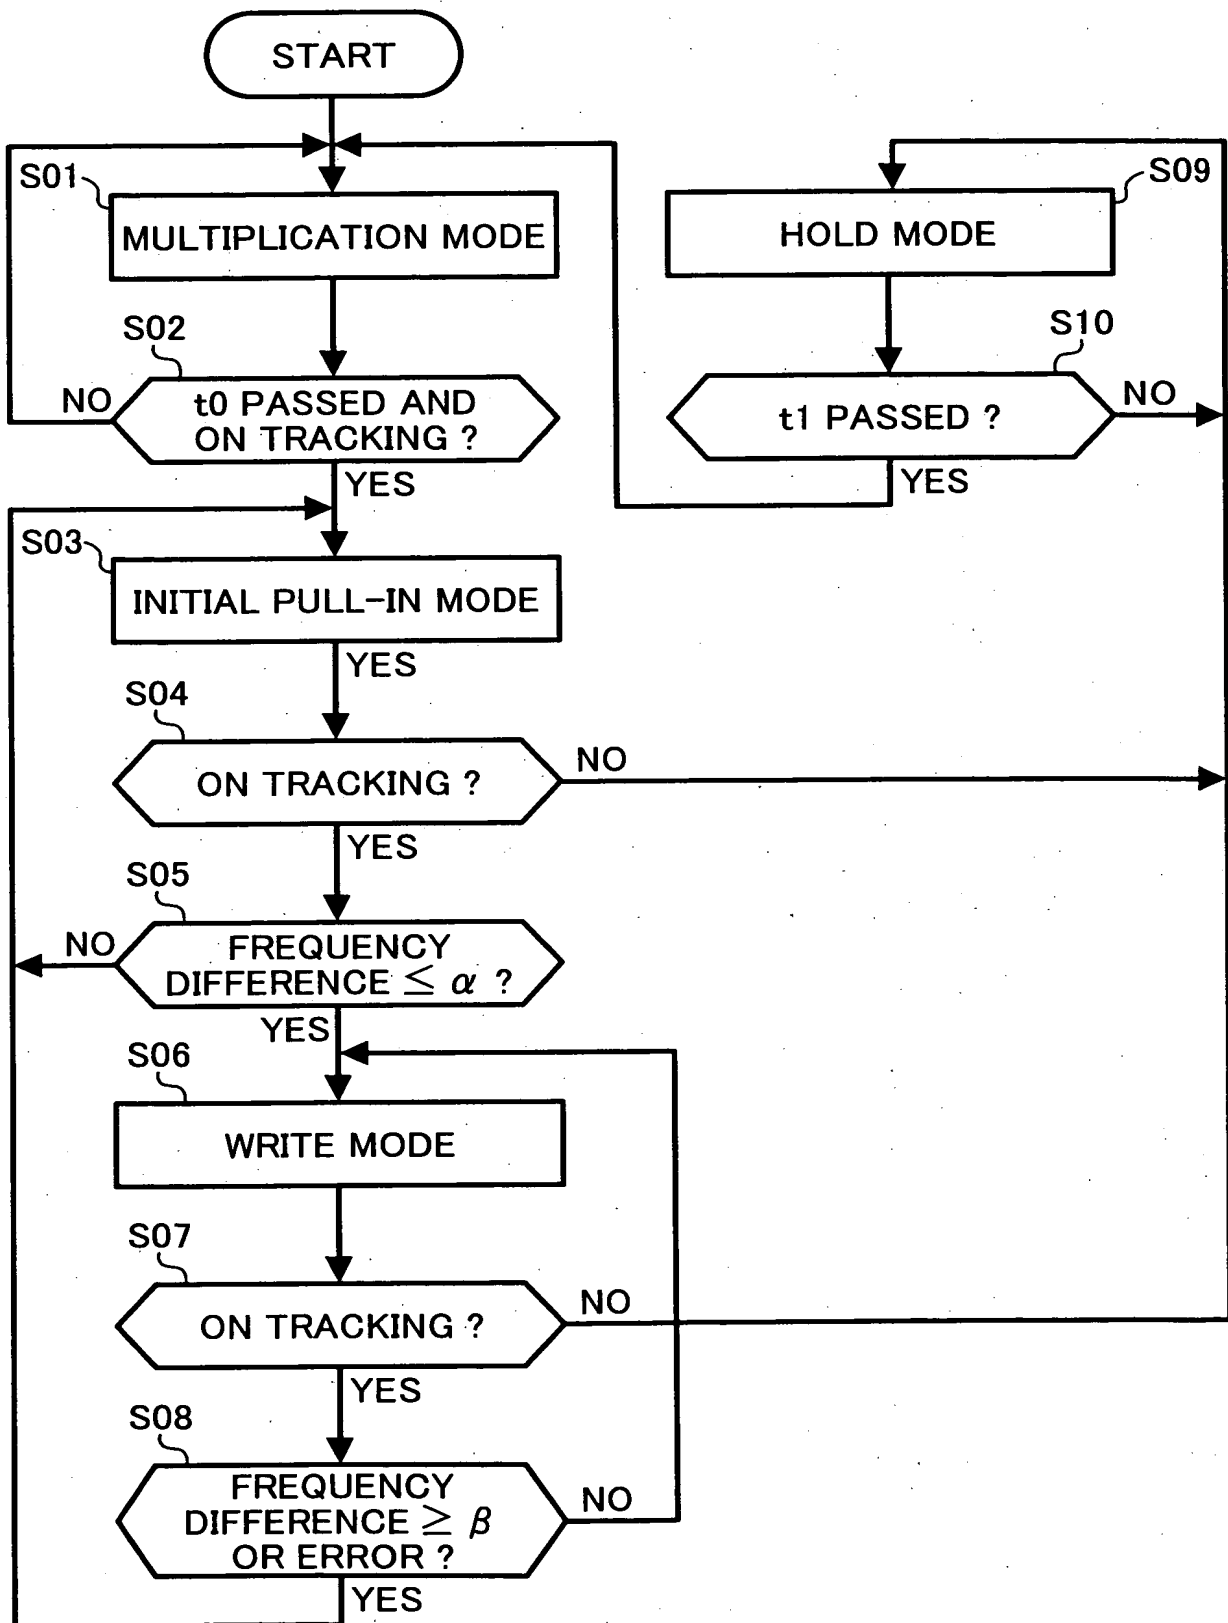 START
S01
MULTIPLICATION MODE
S02
NO
t0 PASSED AND
ON TRACKING ?
YES
S03
INITIAL PULL-IN MODE
YES
S04
ON TRACKING ?
NO
YES
S05
NO
FREQUENCY
DIFFERENCE ≤ α ?
YES
S06
WRITE MODE
S07
ON TRACKING ?
NO
YES
S08
FREQUENCY
DIFFERENCE ≥ β
OR ERROR ?
NO
YES
S09
HOLD MODE
S10
t1 PASSED ?
NO
YES